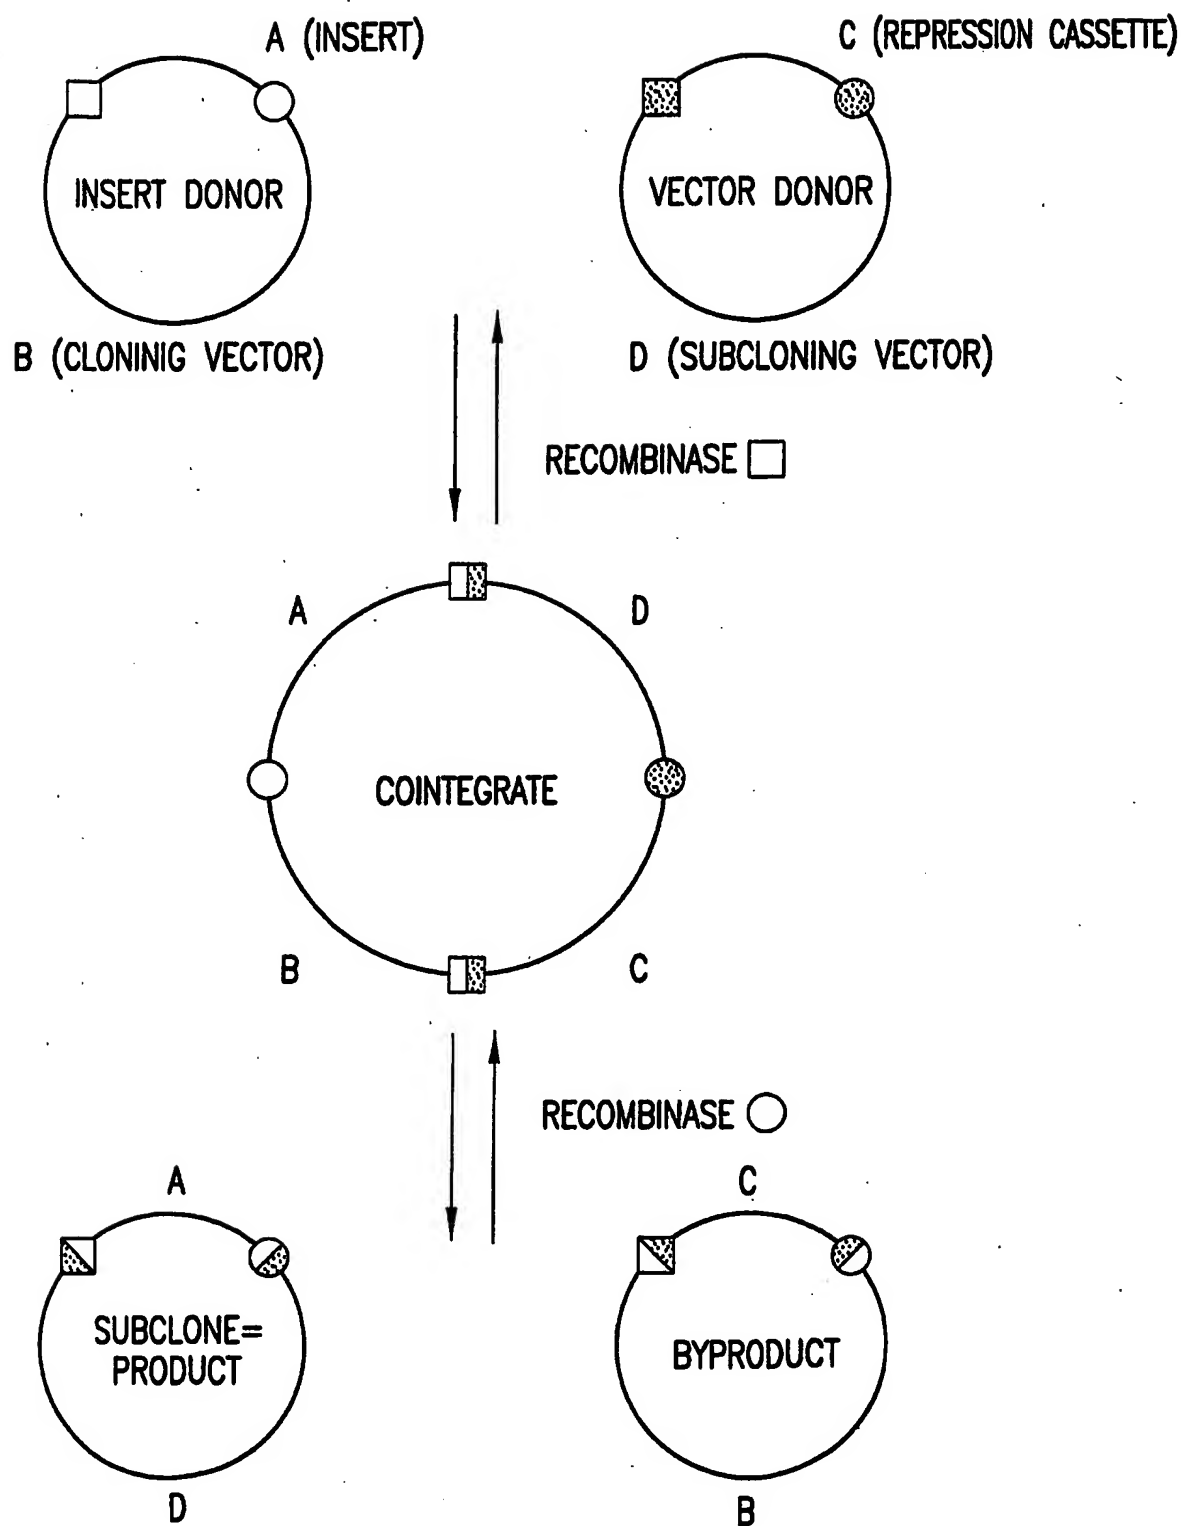 A (INSERT)
C (REPRESSION CASSETTE)
INSERT DONOR
VECTOR DONOR
B (CLONINIG VECTOR)
D (SUBCLONING VECTOR)
RECOMBINASE
A
D
COINTEGRATE
B
C
RECOMBINASE
A
C
SUBCLONE=
PRODUCT
BYPRODUCT
D
B